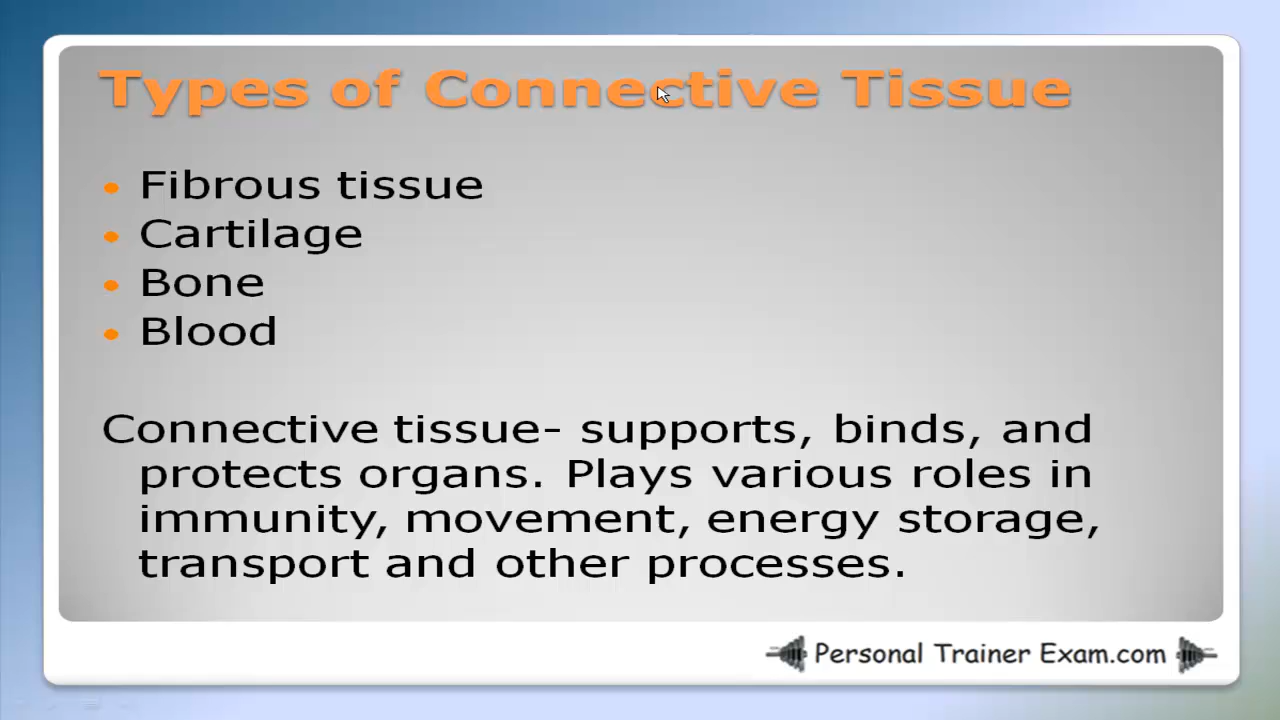 Types of Connective Tissue
• Fibrous tissue
• Cartilage
• Bone
• Blood
Connective tissue- supports, binds, and
protects organs. Plays various roles in
immunity, movement, energy storage,
transport and other processes.
Personal Trainer Exam.com